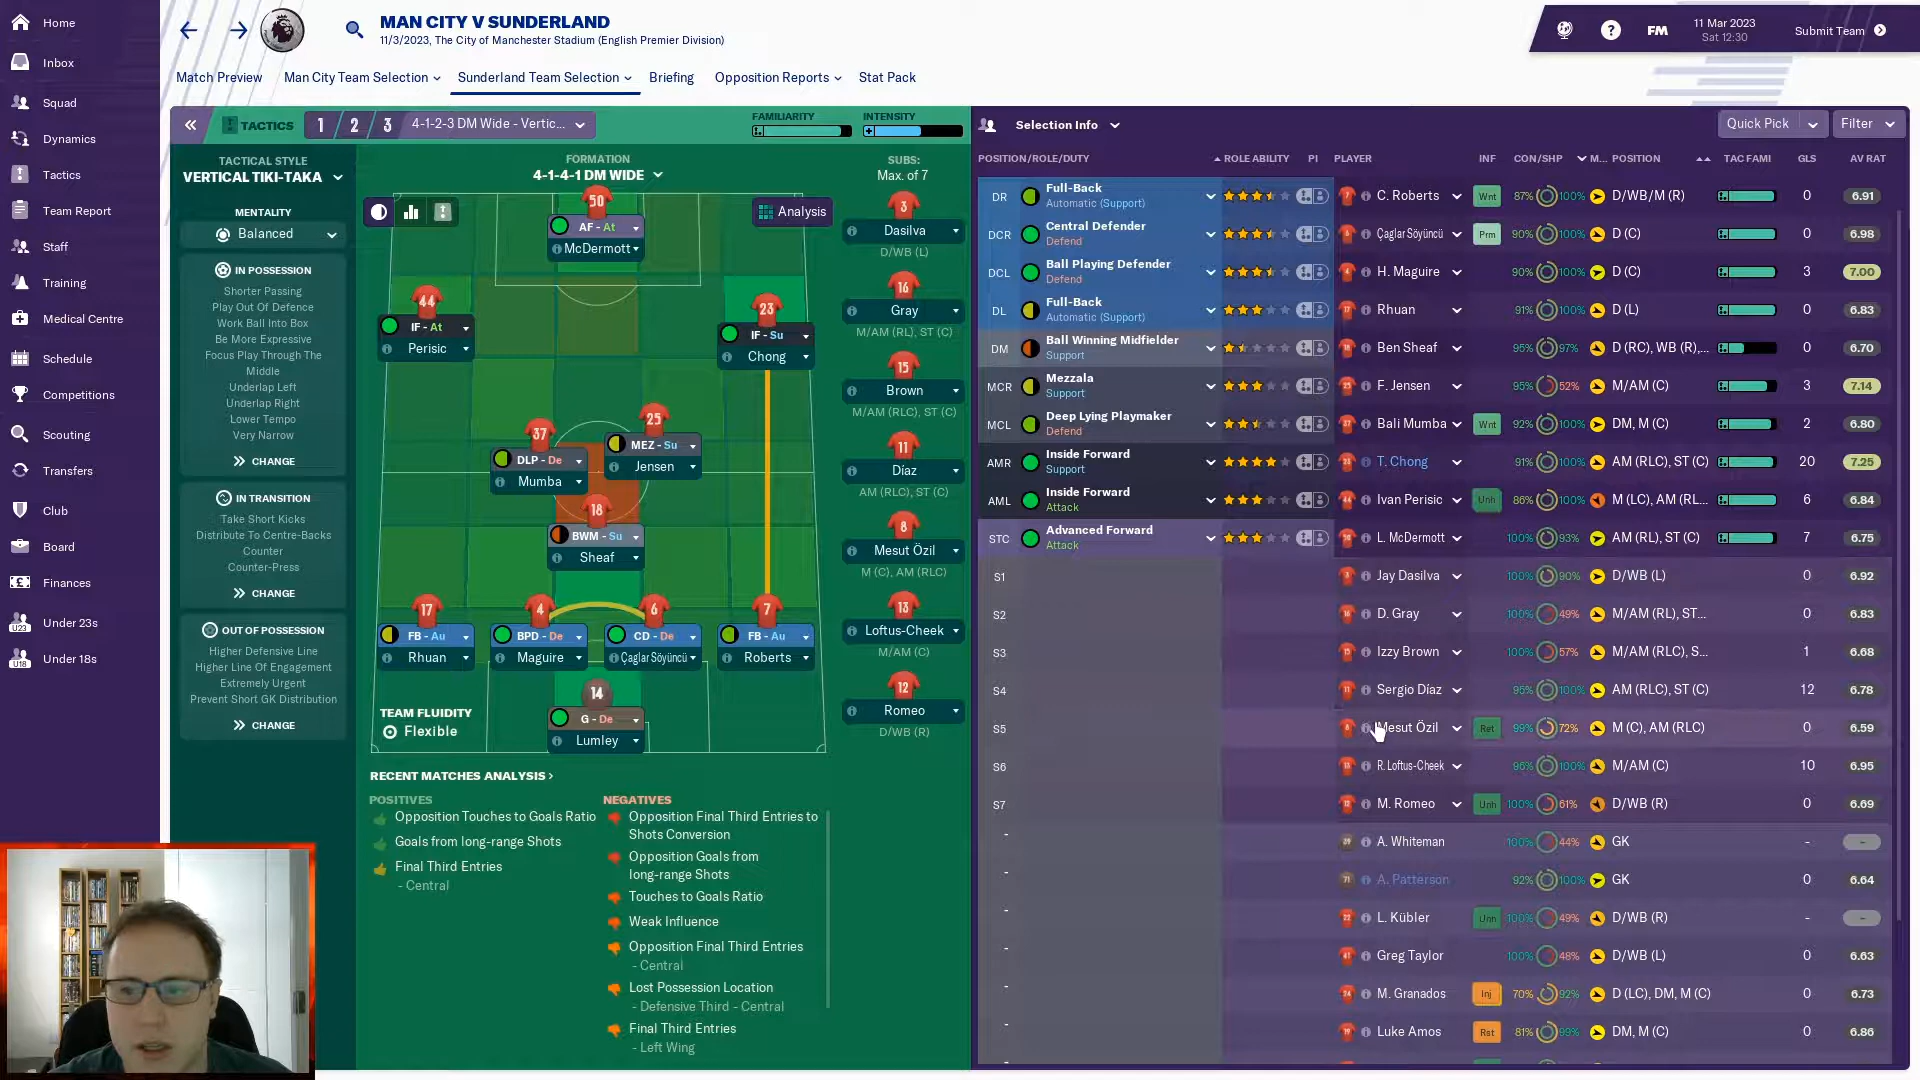 Home
Inbox
Squad
Dynamics
Tactics
Team Report
Staff
Training
Medical Centre
Schedule
Competitions
Scouting
Transfers
Club
Board
Finances
U23
Under 23s
U18
Under 18s
MAN CITY V SUNDERLAND
11/3/2023, The City of Manchester Stadium (English Premier Division)
FM
11 Mar 2023
Sat 12:30
Submit Team
Match Preview
Man City Team Selection
Sunderland Team Selection
Briefing
Opposition Reports
Stat Pack
TACTICS
1 2 3
4-1-2-3 DM Wide - Vertic...
FAMILIARITY
INTENSITY
TACTICAL STYLE
VERTICAL TIKI-TAKA
MENTALITY
Balanced
IN POSSESSION
Shorter Passing
Play Out Of Defence
Work Ball Into Box
Be More Expressive
Focus Play Through The
Middle
Underlap Left
Underlap Right
Lower Tempo
Very Narrow
CHANGE
IN TRANSITION
Take Short Kicks
Distribute To Centre-Backs
Counter
Counter-Press
CHANGE
OUT OF POSSESSION
Higher Defensive Line
Higher Line Of Engagement
Extremely Urgent
Prevent Short GK Distribution
CHANGE
FORMATION
4-1-4-1 DM WIDE
Analysis
50
AF - At
McDermott
44
IF - At
Perisic
23
IF - Su
Chong
37
DLP - De
Mumba
25
MEZ - Su
Jensen
18
BWM - Su
Sheaf
17
FB - Au
Rhuan
4
BPD - De
Maguire
6
CD - De
Çaglar Söyüncü
7
FB - Au
Roberts
14
G - De
Lumley
TEAM FLUIDITY
Flexible
SUBS:
Max. of 7
3
Dasilva
D/WB (L)
16
Gray
M/AM (RL), ST (C)
15
Brown
M/AM (RLC), ST (C)
11
Díaz
AM (RLC), ST (C)
8
Mesut Özil
M (C), AM (RLC)
13
Loftus-Cheek
M/AM (C)
12
Romeo
D/WB (R)
RECENT MATCHES ANALYSIS >
POSITIVES
Opposition Touches to Goals Ratio
Goals from long-range Shots
Final Third Entries
- Central
NEGATIVES
Opposition Final Third Entries to
Shots Conversion
Opposition Goals from
long-range Shots
Touches to Goals Ratio
Weak Influence
Opposition Final Third Entries
- Central
Lost Possession Location
- Defensive Third - Central
Final Third Entries
- Left Wing
Selection Info
Quick Pick
Filter
POSITION/ROLE/DUTY ROLE ABILITY PI PLAYER INF CON/SHP M... POSITION TAC FAMI GLS AV RAT
DR Full-Back Automatic (Support) C. Roberts Wnt 87% 100% D/WB/M (R) 0 6.91
DCR Central Defender Defend Çaglar Söyüncü Prm 90% 100% D (C) 0 6.98
DCL Ball Playing Defender Defend H. Maguire 90% 100% D (C) 3 7.00
DL Full-Back Automatic (Support) Rhuan 91% 100% D (L) 0 6.83
DM Ball Winning Midfielder Support Ben Sheaf 95% 97% D (RC), WB (R),... 0 6.70
MCR Mezzala Support F. Jensen 95% 52% M/AM (C) 3 7.14
MCL Deep Lying Playmaker Defend Bali Mumba Wnt 92% 100% DM, M (C) 2 6.80
AMR Inside Forward Support T. Chong 91% 100% AM (RLC), ST (C) 20 7.25
AML Inside Forward Attack Ivan Perisic Unh 86% 100% M (LC), AM (RL... 6 6.84
STC Advanced Forward Attack L. McDermott 100% 93% AM (RL), ST (C) 7 6.75
S1 Jay Dasilva 100% 90% D/WB (L) 0 6.92
S2 D. Gray 100% 49% M/AM (RL), ST... 0 6.83
S3 Izzy Brown 100% 57% M/AM (RLC), S... 1 6.68
S4 Sergio Díaz 95% 100% AM (RLC), ST (C) 12 6.78
S5 Mesut Özil Ret 99% 72% M (C), AM (RLC) 0 6.59
S6 R. Loftus-Cheek 96% 100% M/AM (C) 10 6.95
S7 M. Romeo Unh 100% 61% D/WB (R) 0 6.69
- A. Whiteman 100% 44% GK - -
- A. Patterson 92% 100% GK 0 6.64
- L. Kübler Unh 100% 49% D/WB (R) - -
- Greg Taylor 100% 48% D/WB (L) 0 6.63
- M. Granados Inj 70% 92% D (LC), DM, M (C) 0 6.73
- Luke Amos Rst 81% 99% DM, M (C) 0 6.86